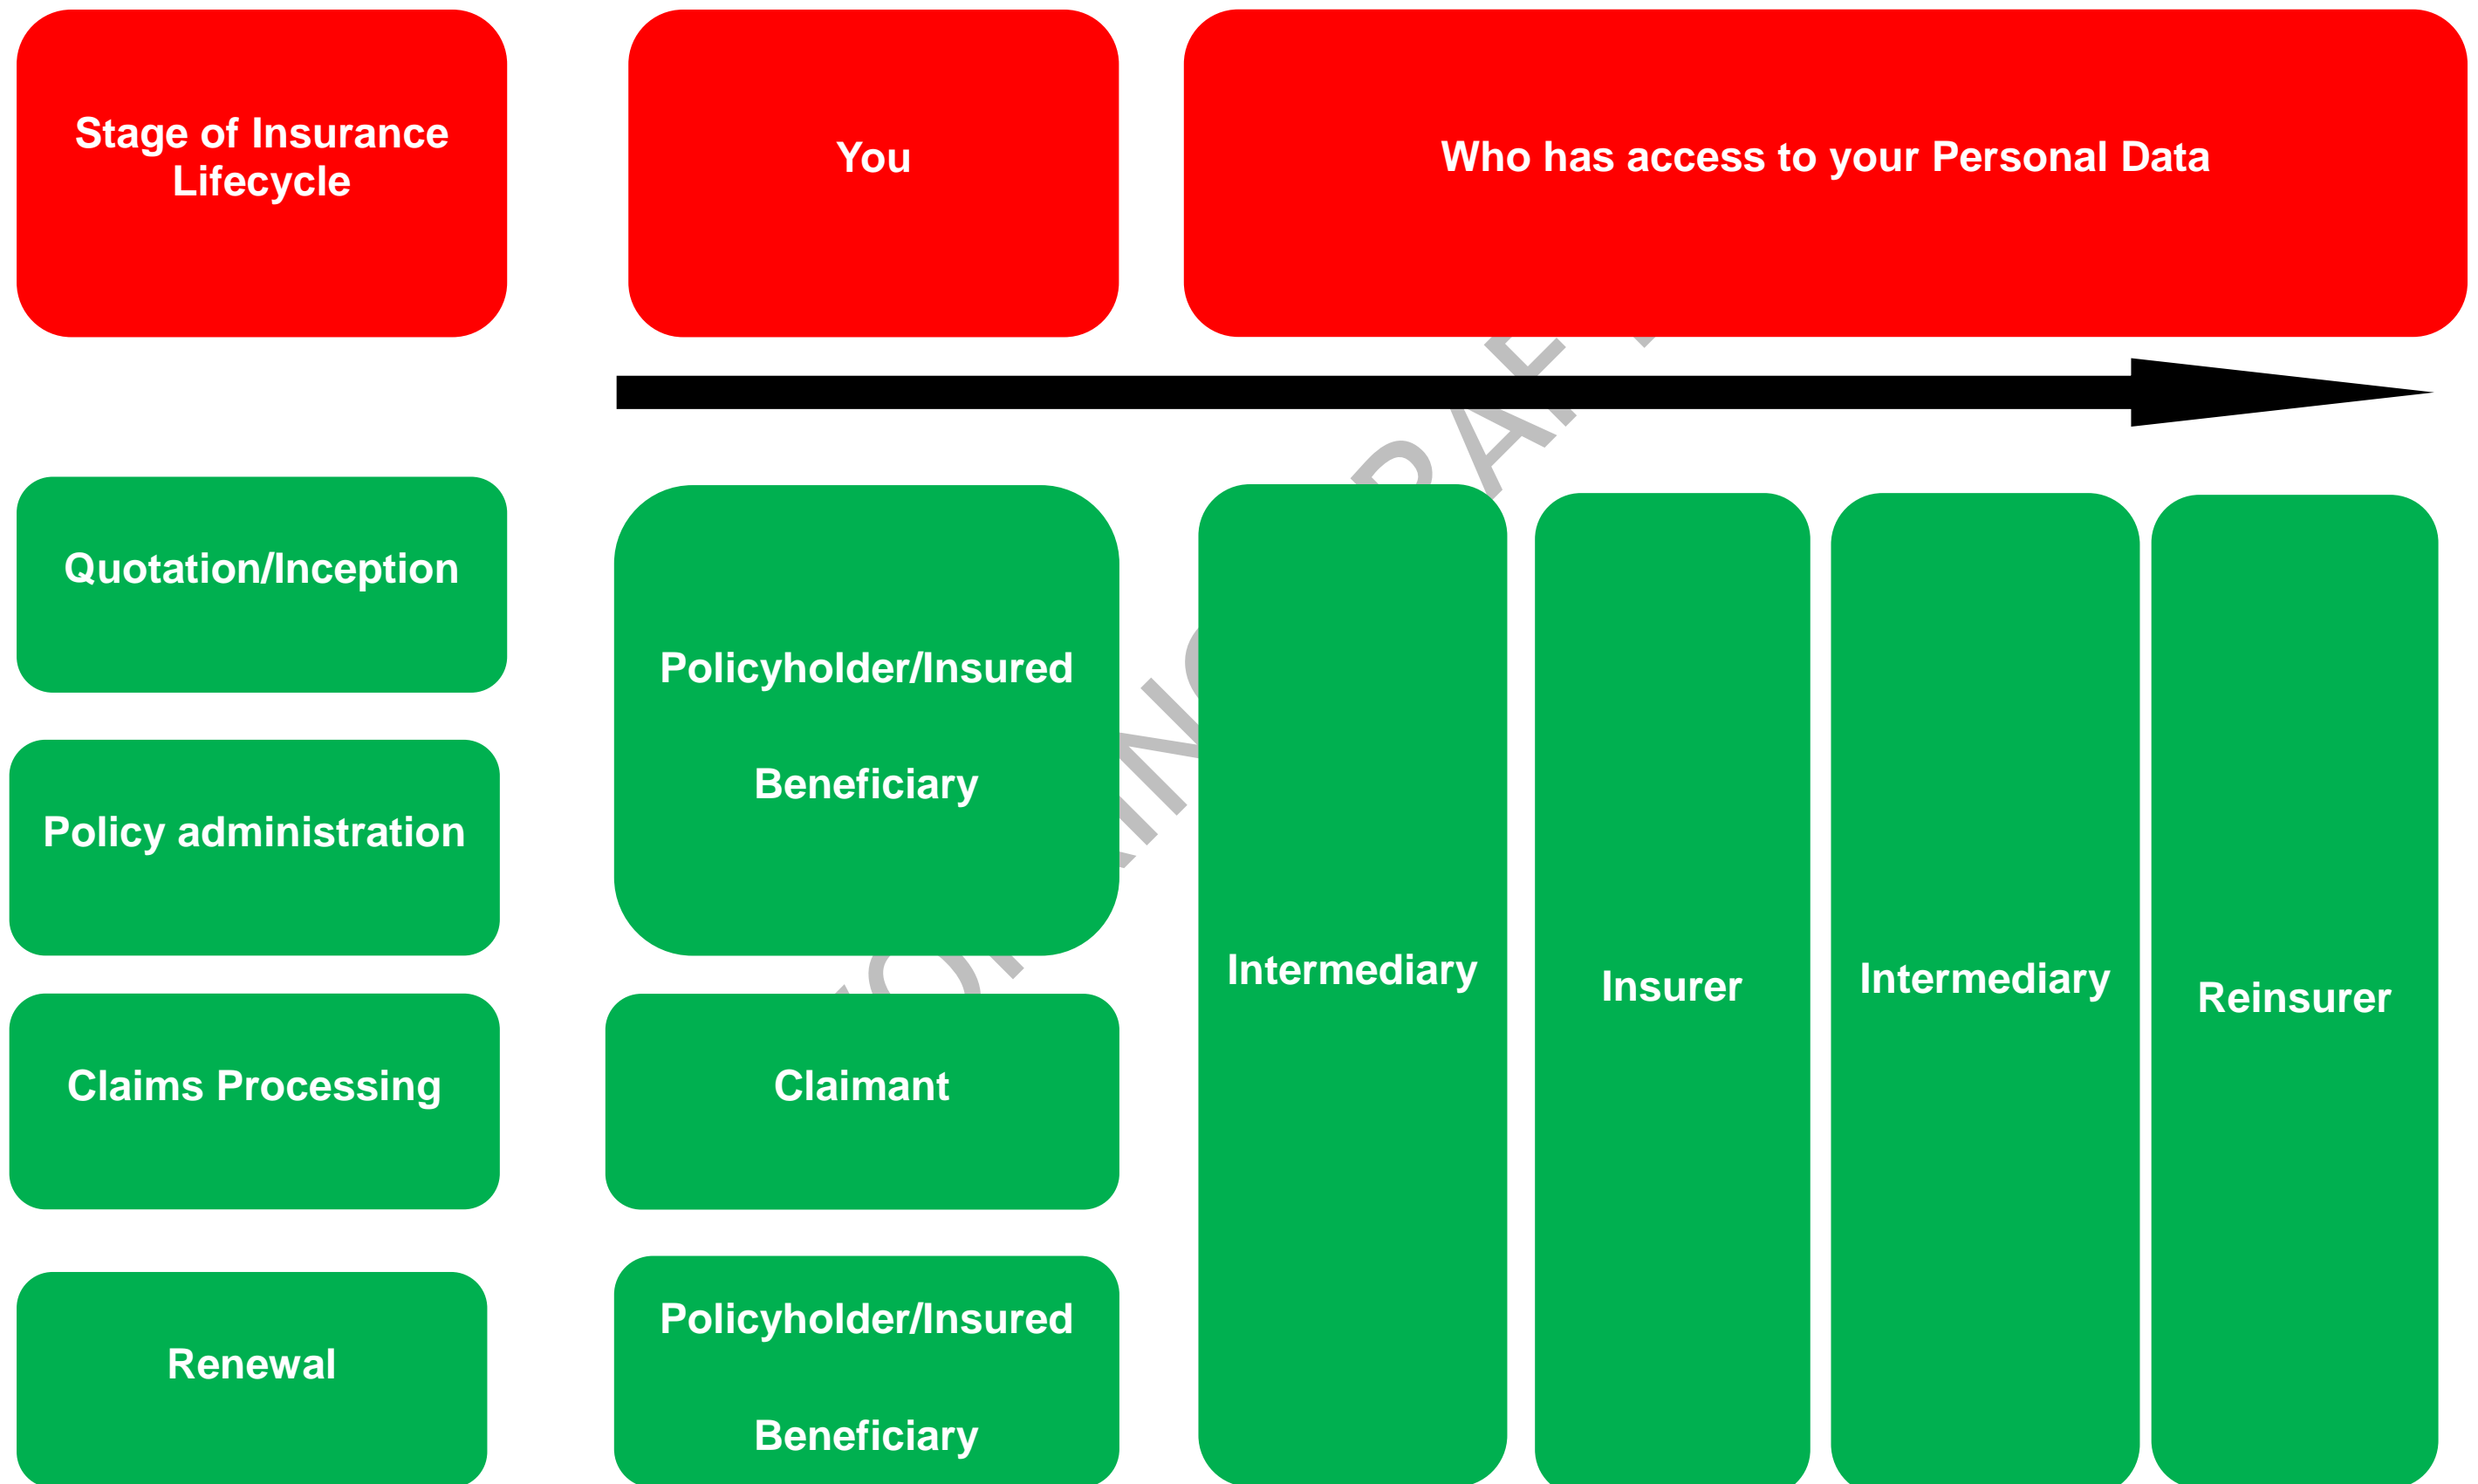 Stage of Insurance
Lifecycle
You
Who has access to your Personal Data
Quotation/Inception
Policy administration
Claims Processing
Renewal
Policyholder/Insured
Beneficiary
Claimant
Policyholder/Insured
Beneficiary
Intermediary
Insurer
Intermediary
Reinsurer